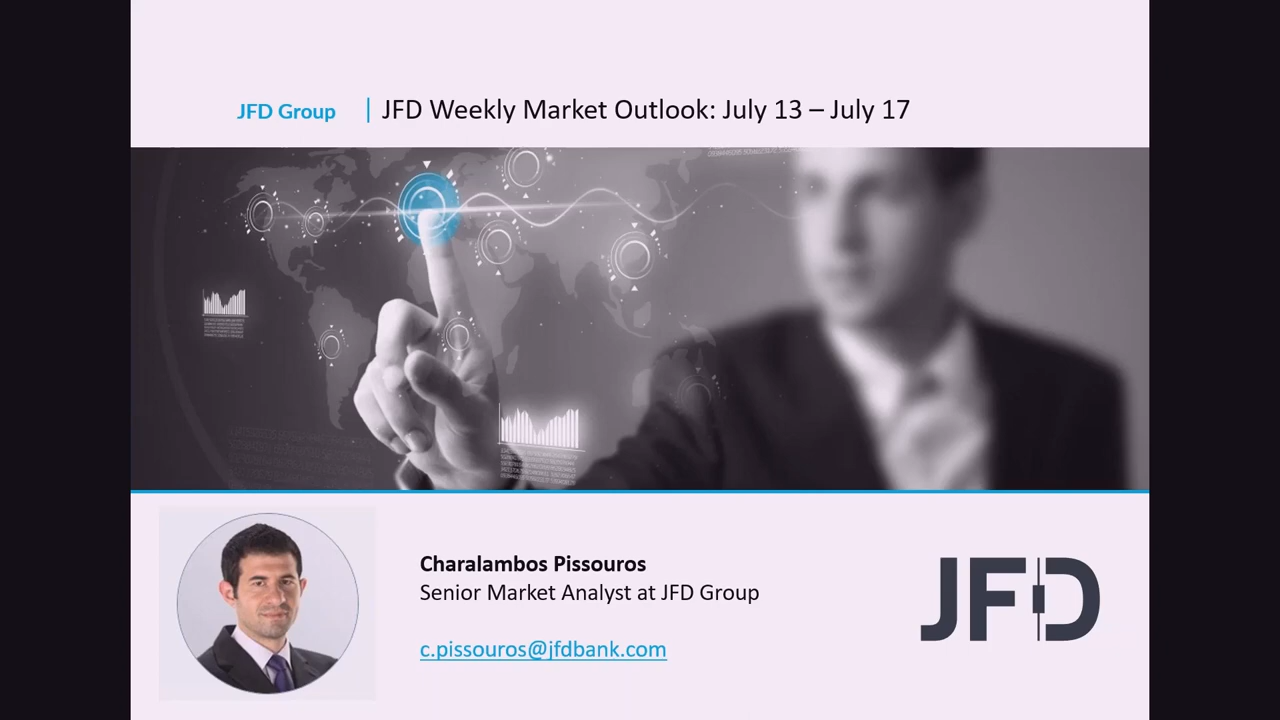 JFD Group | JFD Weekly Market Outlook: July 13 – July 17
Charalambos Pissouros
Senior Market Analyst at JFD Group
c.pissouros@jfdbank.com
JFD